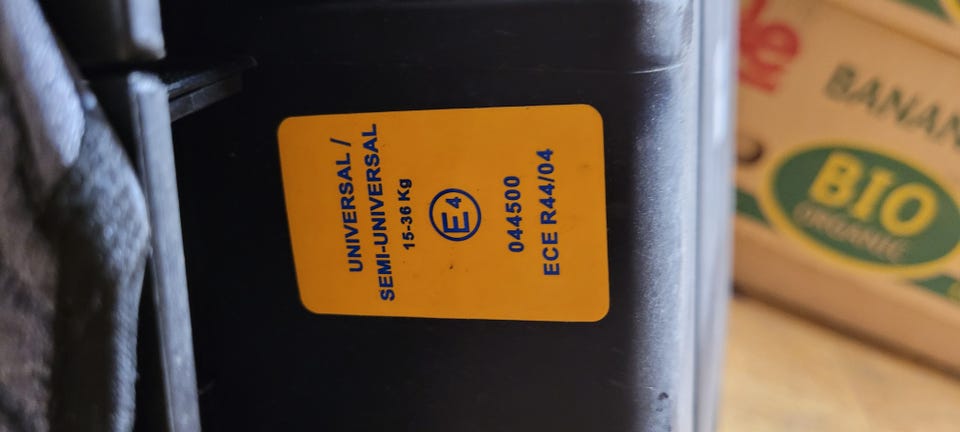 UNIVERSAL /
SEMI-UNIVERSAL
15-36 Kg
E4
044500
ECE R44/04
BANAN
BIO
ORGANIC